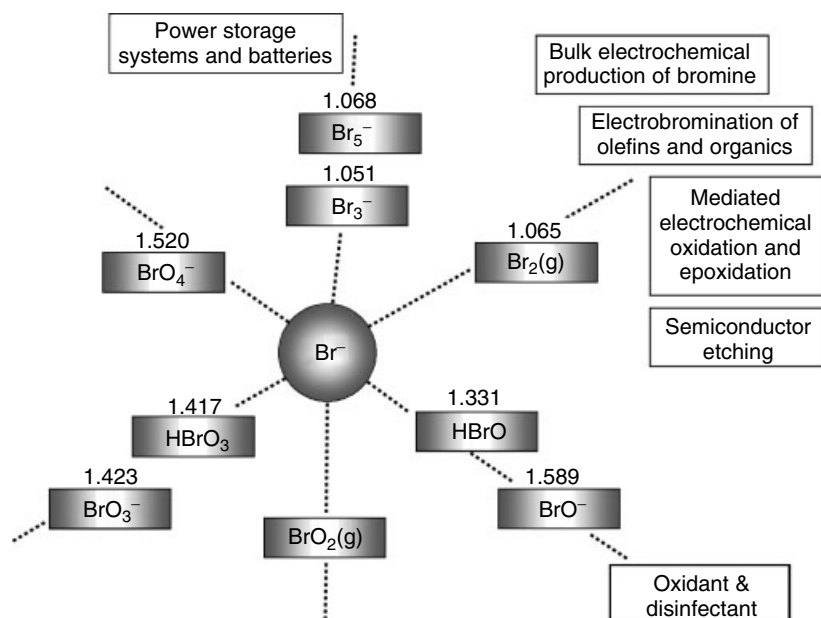 Power storage
systems and batteries
Bulk electrochemical
production of bromine
1.068
Br₅⁻
Electrobromination of
olefins and organics
1.051
Br₃⁻
Mediated
electrochemical
oxidation and
epoxidation
1.520
BrO₄⁻
1.065
Br₂(g)
Semiconductor
etching
Br⁻
1.417
HBrO₃
1.331
HBrO
1.423
BrO₃⁻
1.589
BrO⁻
BrO₂(g)
Oxidant &
disinfectant